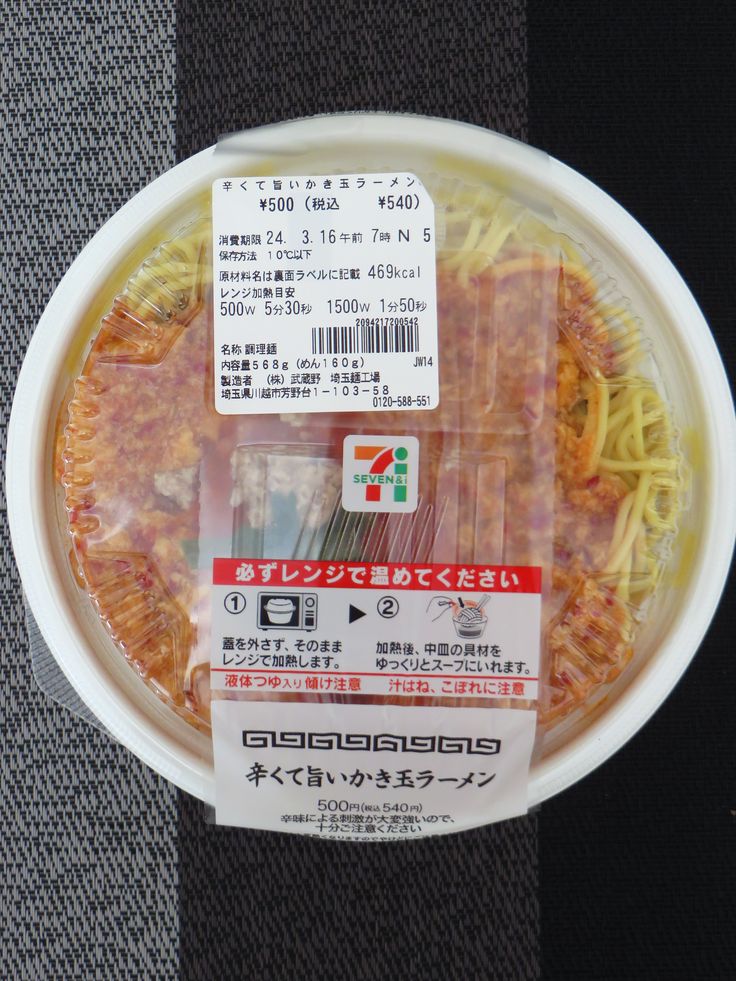 辛くて旨いかき玉ラーメン
¥500 (税込 ¥540)
消費期限 24. 3.16午前 7時 N 5
保存方法 10℃以下
原材料名は裏面ラベルに記載 469kcal
レンジ加熱目安
500W 5分30秒 1500W 1分50秒
2094217200542
名称 調理麺
内容量568g (めん160g) JW14
製造者 (株) 武蔵野 埼玉麺工場
埼玉県川越市芳野台1-103-58
0120-588-551
7
SEVEN&i
必ずレンジで温めてください
① ▶ ②
蓋を外さず、そのまま
レンジで加熱します。
加熱後、中皿の具材を
ゆっくりとスープにいれます。
液体つゆ入り傾け注意 汁はね、こぼれに注意
辛くて旨いかき玉ラーメン
500円(税込540円)
辛味による刺激が大変強いので、
十分ご注意ください